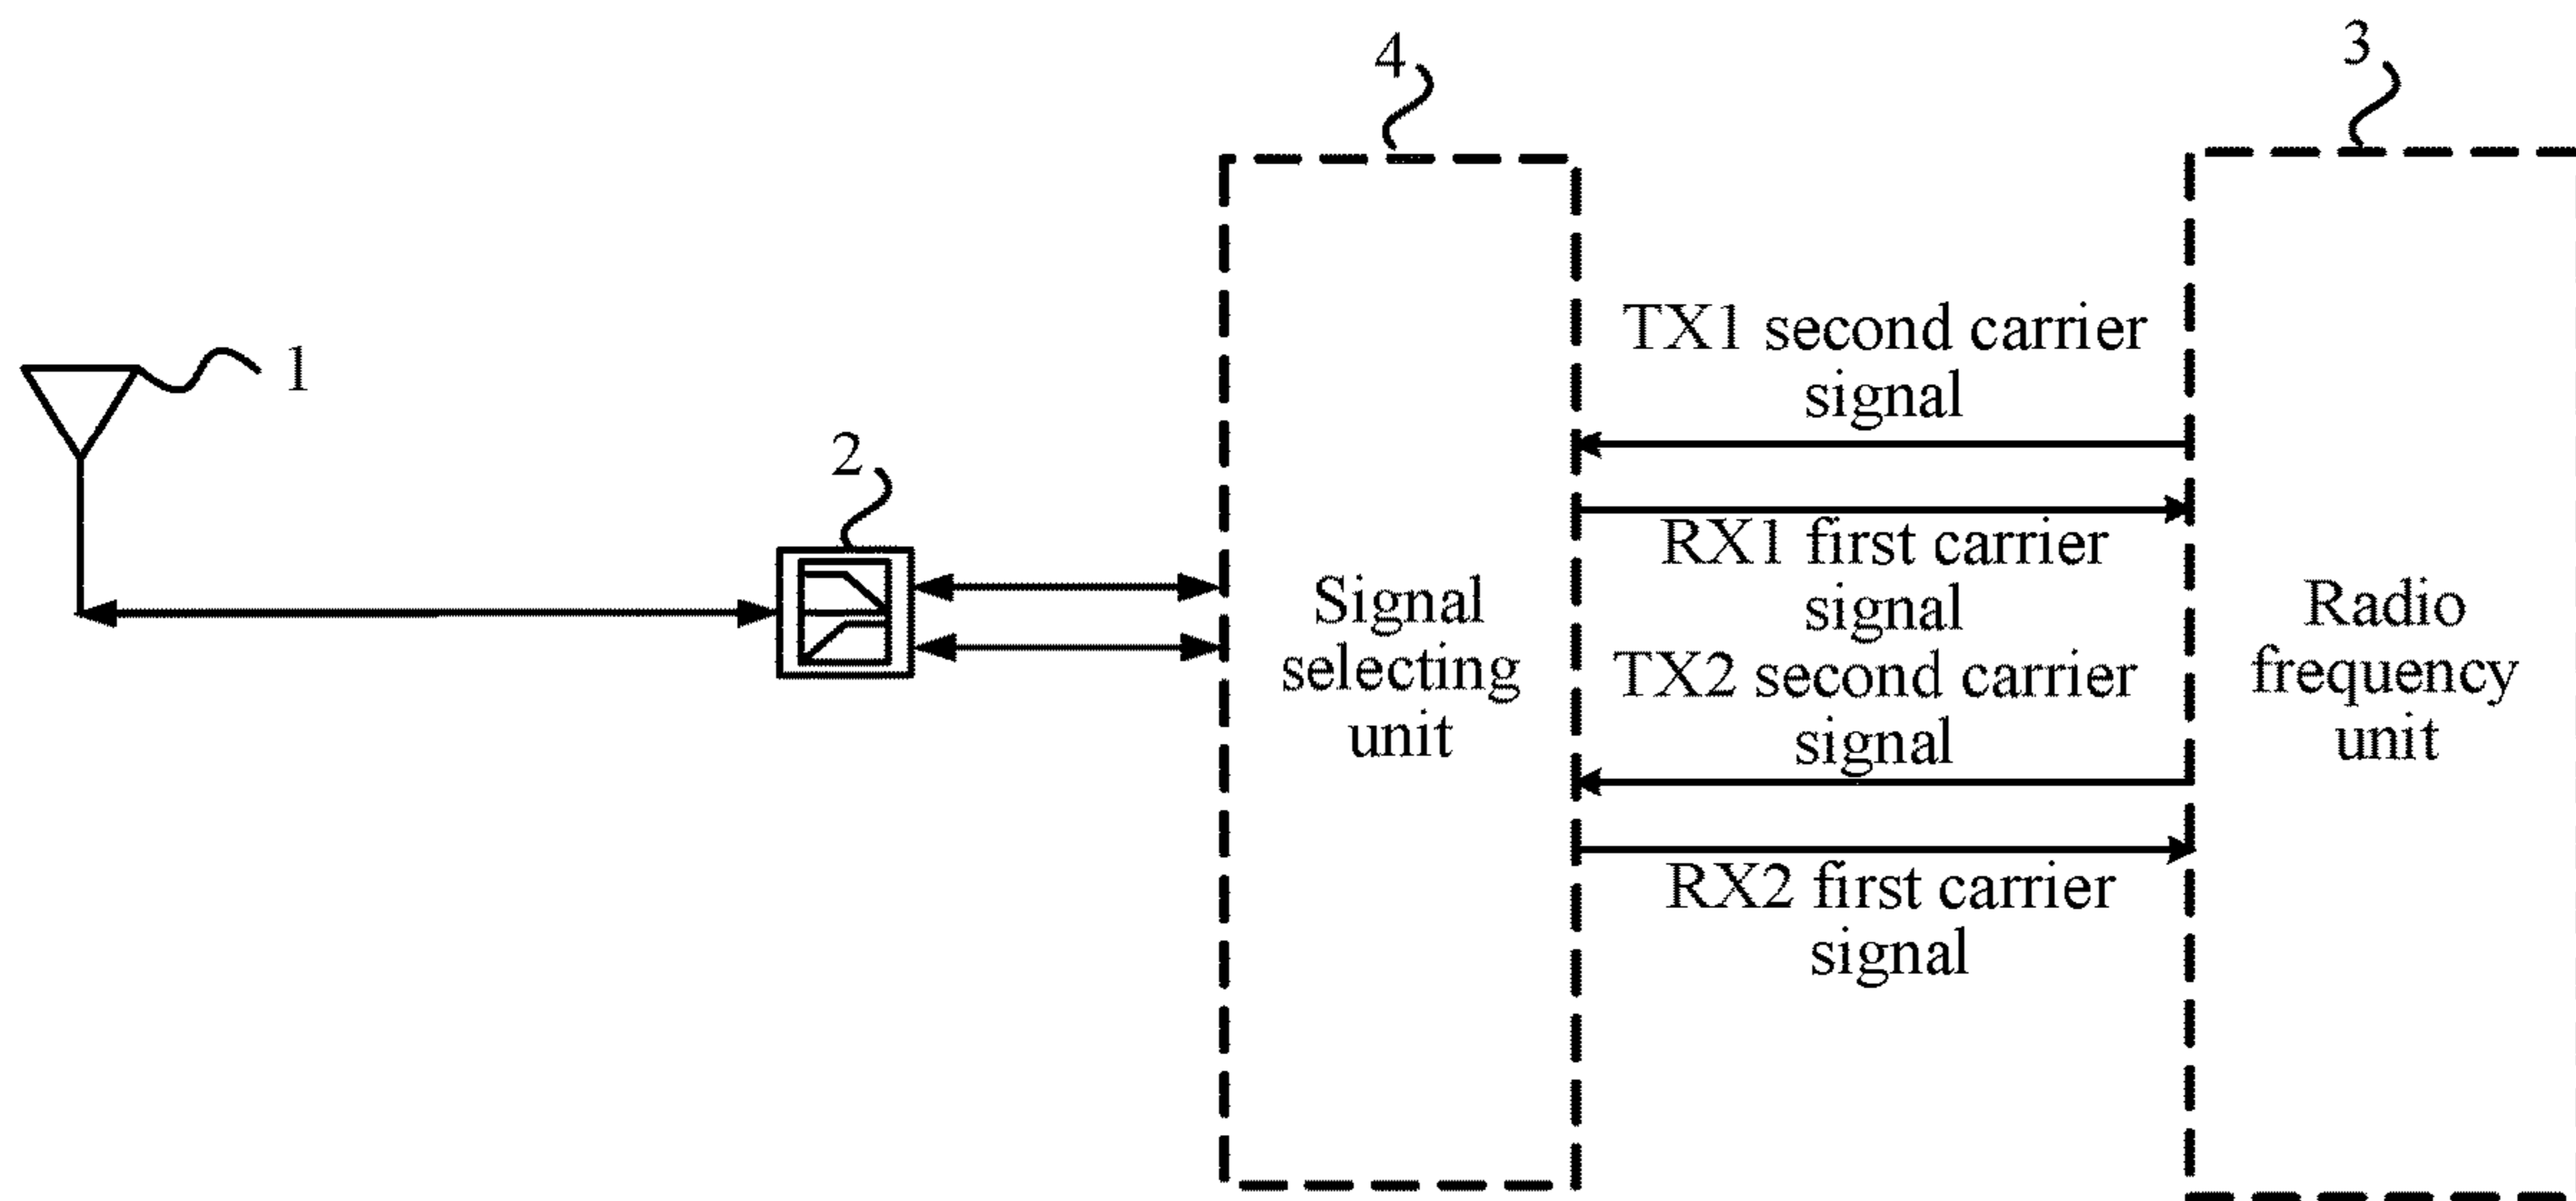 4
3
1
2
TX1 second carrier
signal
RX1 first carrier
signal
TX2 second carrier
signal
RX2 first carrier
signal
Signal
selecting
unit
Radio
frequency
unit